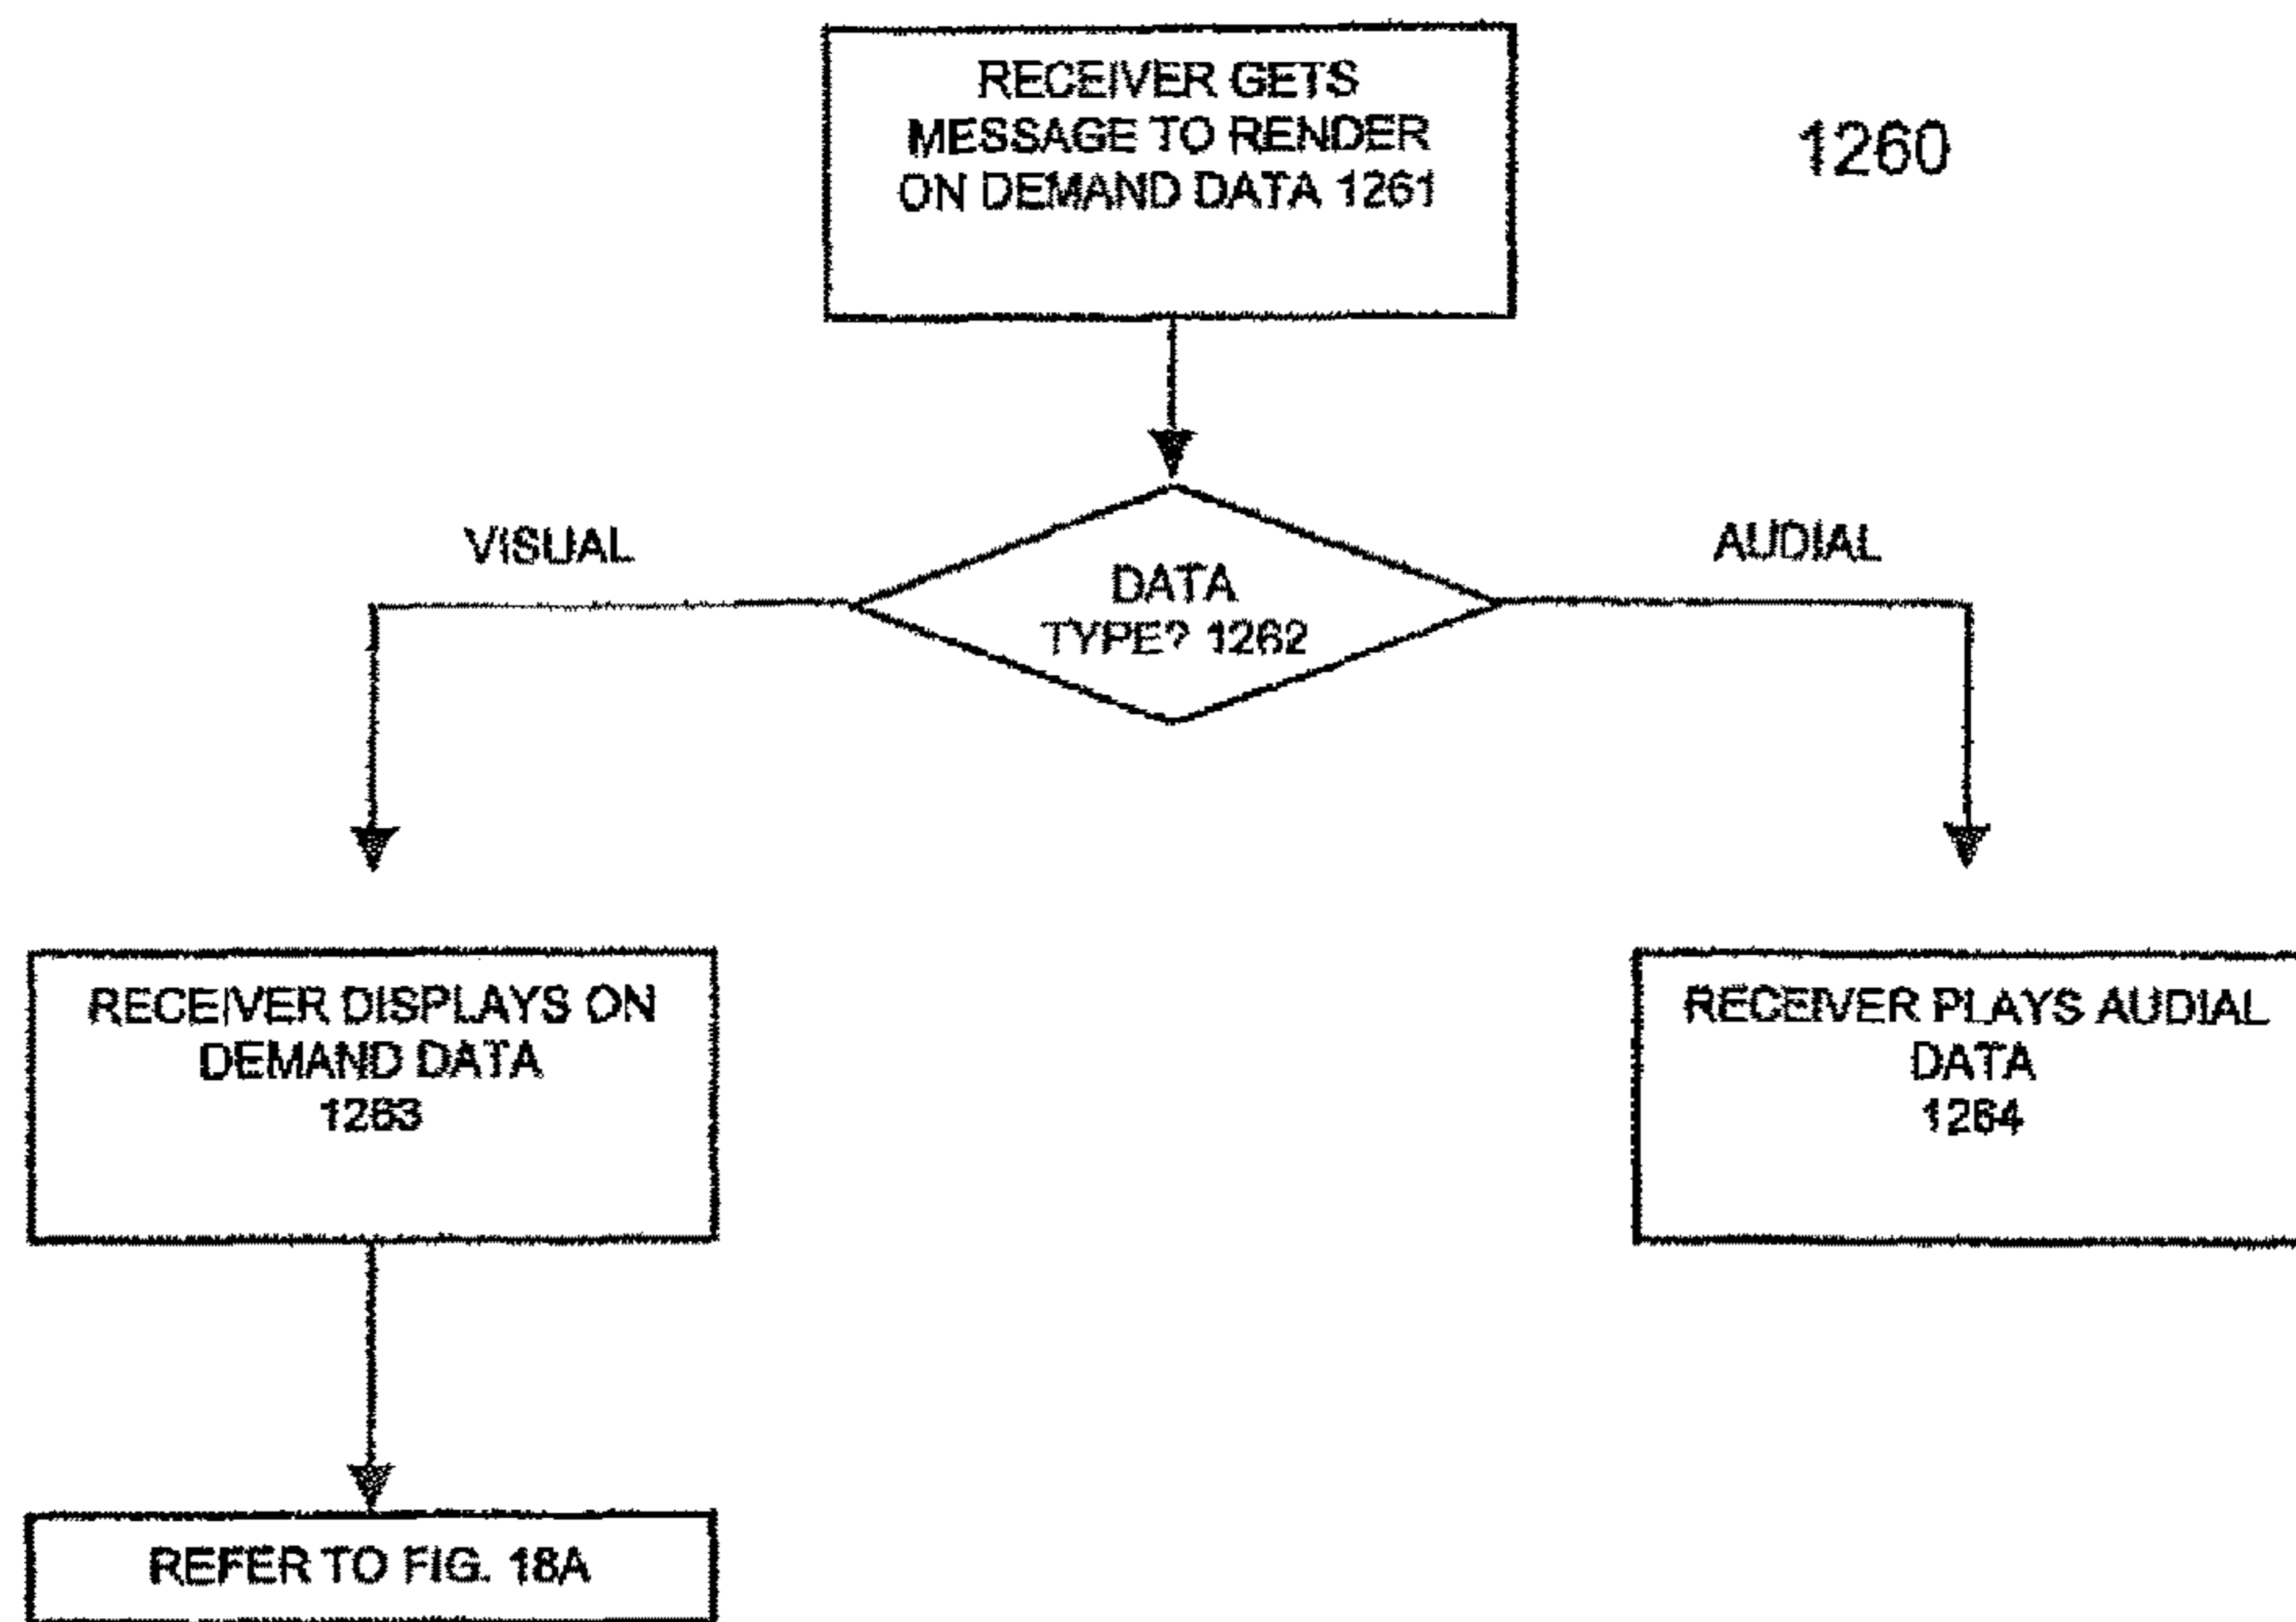 RECEIVER GETS
MESSAGE TO RENDER
ON DEMAND DATA 1261
1260
VISUAL
AUDIAL
DATA
TYPE? 1262
RECEIVER DISPLAYS ON
DEMAND DATA
1263
RECEIVER PLAYS AUDIAL
DATA
1264
REFER TO FIG. 18A